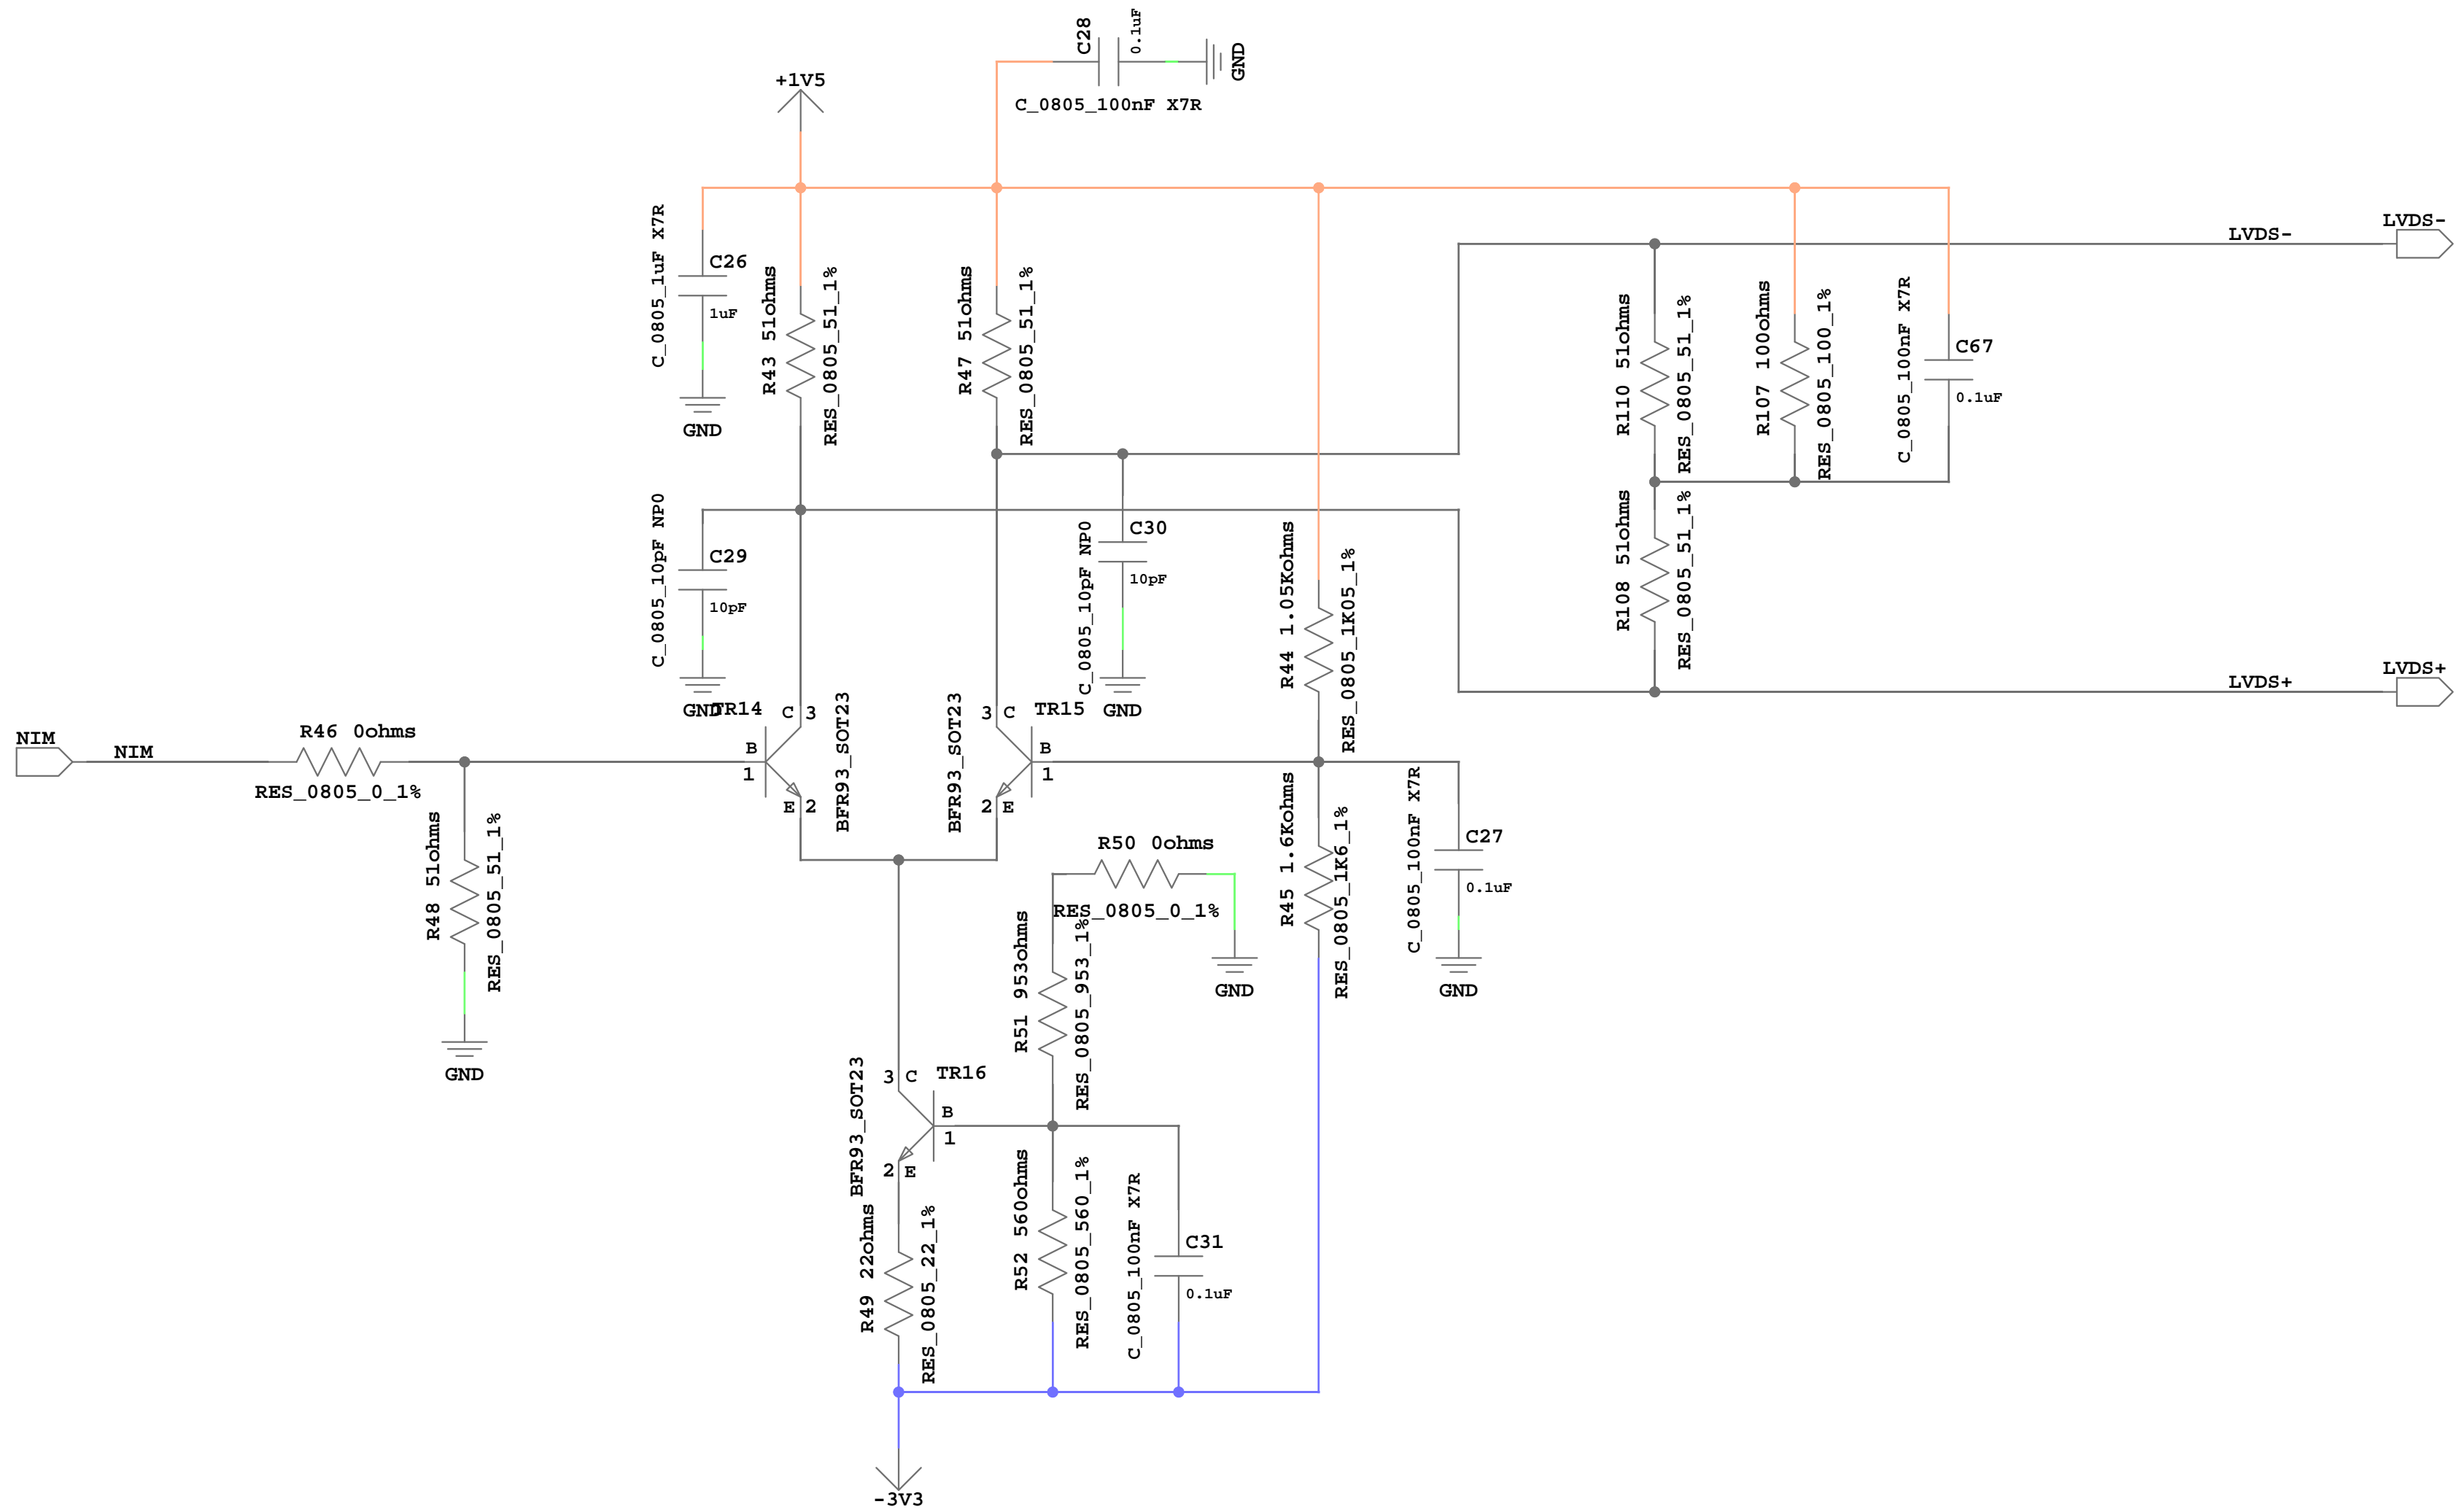 C28
0.1uF
GND
C_0805_100nF X7R
+1V5
C_0805_1uF X7R
C26
1uF
GND
R43 51ohms
RES_0805_51_1%
R47 51ohms
RES_0805_51_1%
LVDS-
LVDS-
R110 51ohms
RES_0805_51_1%
R107 100ohms
RES_0805_100_1%
C_0805_100nF X7R
C67
0.1uF
C_0805_10pF NP0
C29
10pF
GND
C_0805_10pF NP0
C30
10pF
GND
R44 1.05Kohms
RES_0805_1K05_1%
R108 51ohms
RES_0805_51_1%
LVDS+
LVDS+
NIM
NIM
R46 0ohms
RES_0805_0_1%
R48 51ohms
RES_0805_51_1%
GND
TR14
C 3
B
1
E 2
BFR93_SOT23
BFR93_SOT23
3 C
TR15
B
1
2 E
R50 0ohms
RES_0805_0_1%
GND
R45 1.6Kohms
RES_0805_1K6_1%
C_0805_100nF X7R
C27
0.1uF
GND
R51 953ohms
RES_0805_953_1%
BFR93_SOT23
3 C
TR16
B
1
2 E
R49 22ohms
RES_0805_22_1%
R52 560ohms
RES_0805_560_1%
C_0805_100nF X7R
C31
0.1uF
-3V3